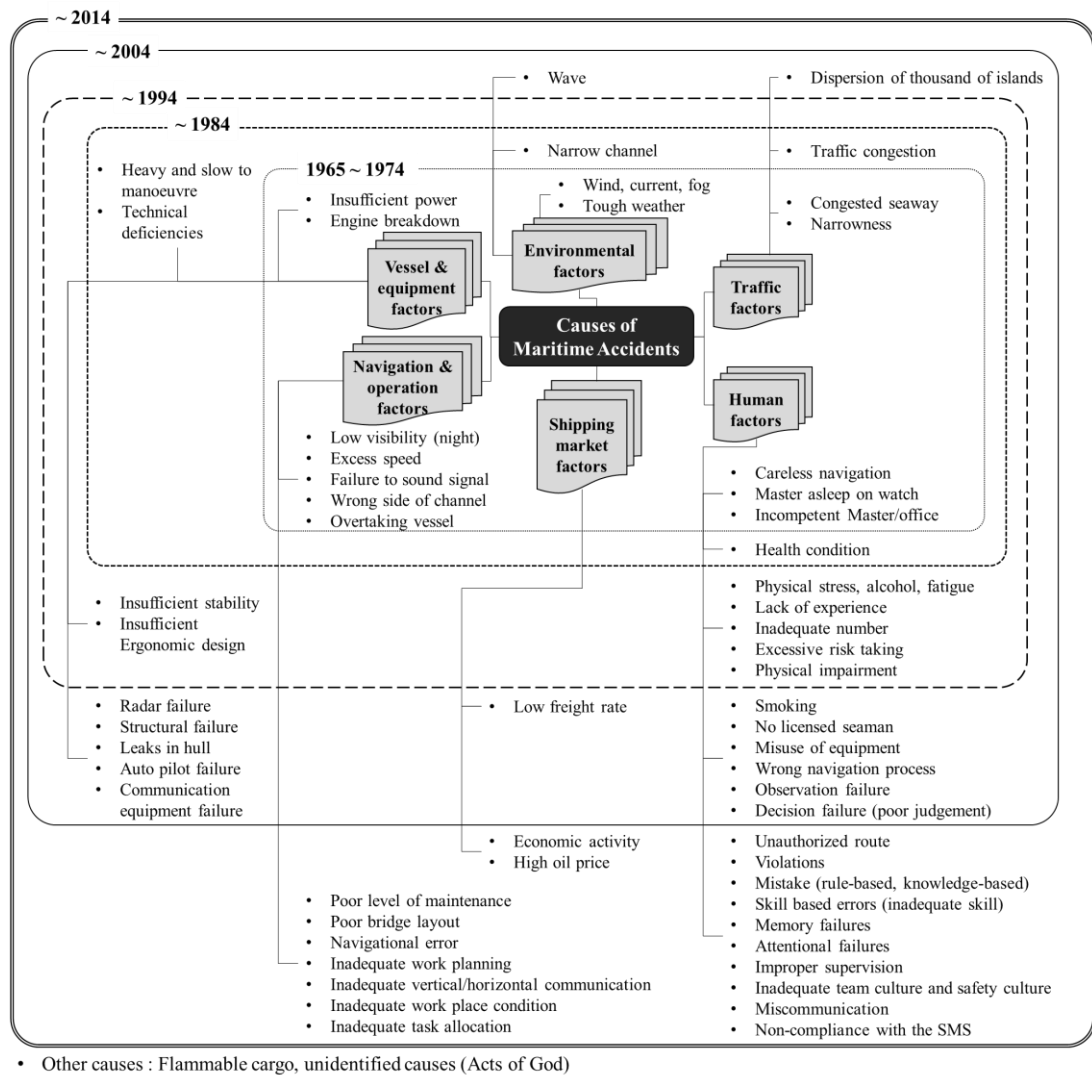 ~ 2014
~ 2004
• Wave
• Dispersion of thousand of islands
~ 1994
~ 1984
• Narrow channel
• Traffic congestion
• Heavy and slow to
manoeuvre
• Technical
deficiencies
1965 ~ 1974
• Insufficient power
• Engine breakdown
• Wind, current, fog
• Tough weather
• Congested seaway
• Narrowness
Vessel &
equipment
factors
Environmental
factors
Traffic
factors
Causes of
Maritime Accidents
Navigation &
operation
factors
Shipping
market
factors
Human
factors
• Low visibility (night)
• Excess speed
• Failure to sound signal
• Wrong side of channel
• Overtaking vessel
• Careless navigation
• Master asleep on watch
• Incompetent Master/office
• Health condition
• Insufficient stability
• Insufficient
Ergonomic design
• Physical stress, alcohol, fatigue
• Lack of experience
• Inadequate number
• Excessive risk taking
• Physical impairment
• Radar failure
• Structural failure
• Leaks in hull
• Auto pilot failure
• Communication
equipment failure
• Low freight rate
• Smoking
• No licensed seaman
• Misuse of equipment
• Wrong navigation process
• Observation failure
• Decision failure (poor judgement)
• Economic activity
• High oil price
• Unauthorized route
• Violations
• Mistake (rule-based, knowledge-based)
• Skill based errors (inadequate skill)
• Memory failures
• Attentional failures
• Improper supervision
• Inadequate team culture and safety culture
• Miscommunication
• Non-compliance with the SMS
• Poor level of maintenance
• Poor bridge layout
• Navigational error
• Inadequate work planning
• Inadequate vertical/horizontal communication
• Inadequate work place condition
• Inadequate task allocation
• Other causes : Flammable cargo, unidentified causes (Acts of God)